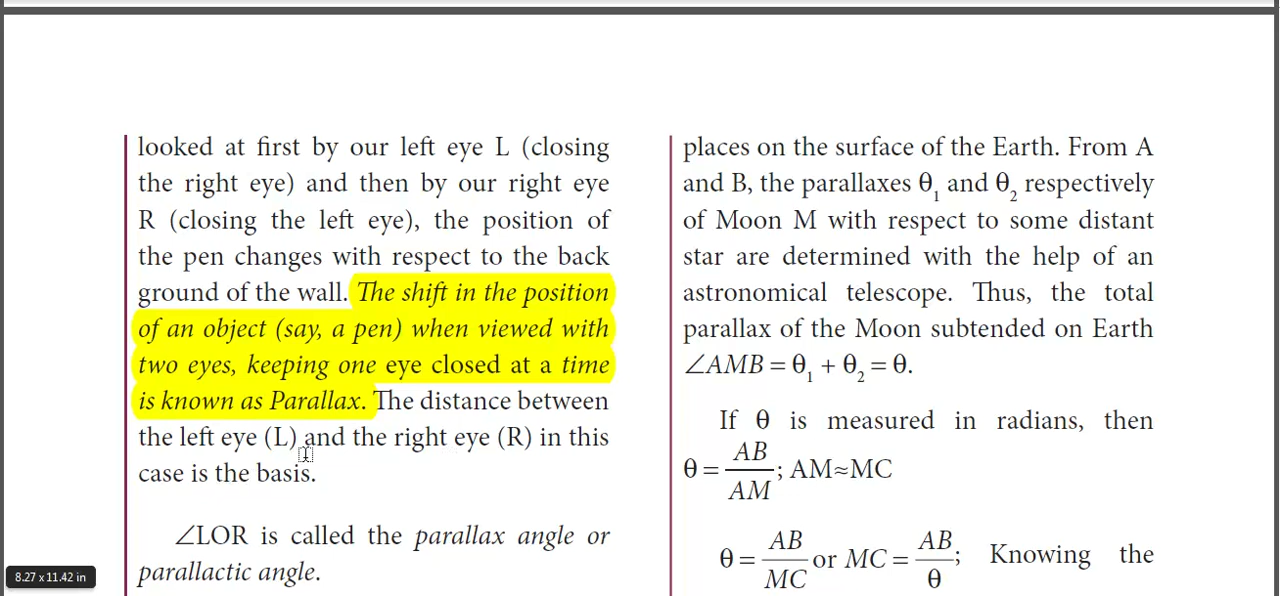 looked at first by our left eye L (closing
the right eye) and then by our right eye
R (closing the left eye), the position of
the pen changes with respect to the back
ground of the wall. The shift in the position
of an object (say, a pen) when viewed with
two eyes, keeping one eye closed at a time
is known as Parallax. The distance between
the left eye (L) and the right eye (R) in this
case is the basis.
∠LOR is called the parallax angle or
parallactic angle.
places on the surface of the Earth. From A
and B, the parallaxes θ₁ and θ₂ respectively
of Moon M with respect to some distant
star are determined with the help of an
astronomical telescope. Thus, the total
parallax of the Moon subtended on Earth
∠AMB = θ₁ + θ₂ = θ.
If θ is measured in radians, then
θ = AB/AM; AM≈MC
θ = AB/MC or MC = AB/θ; Knowing the
8.27 x 11.42 in